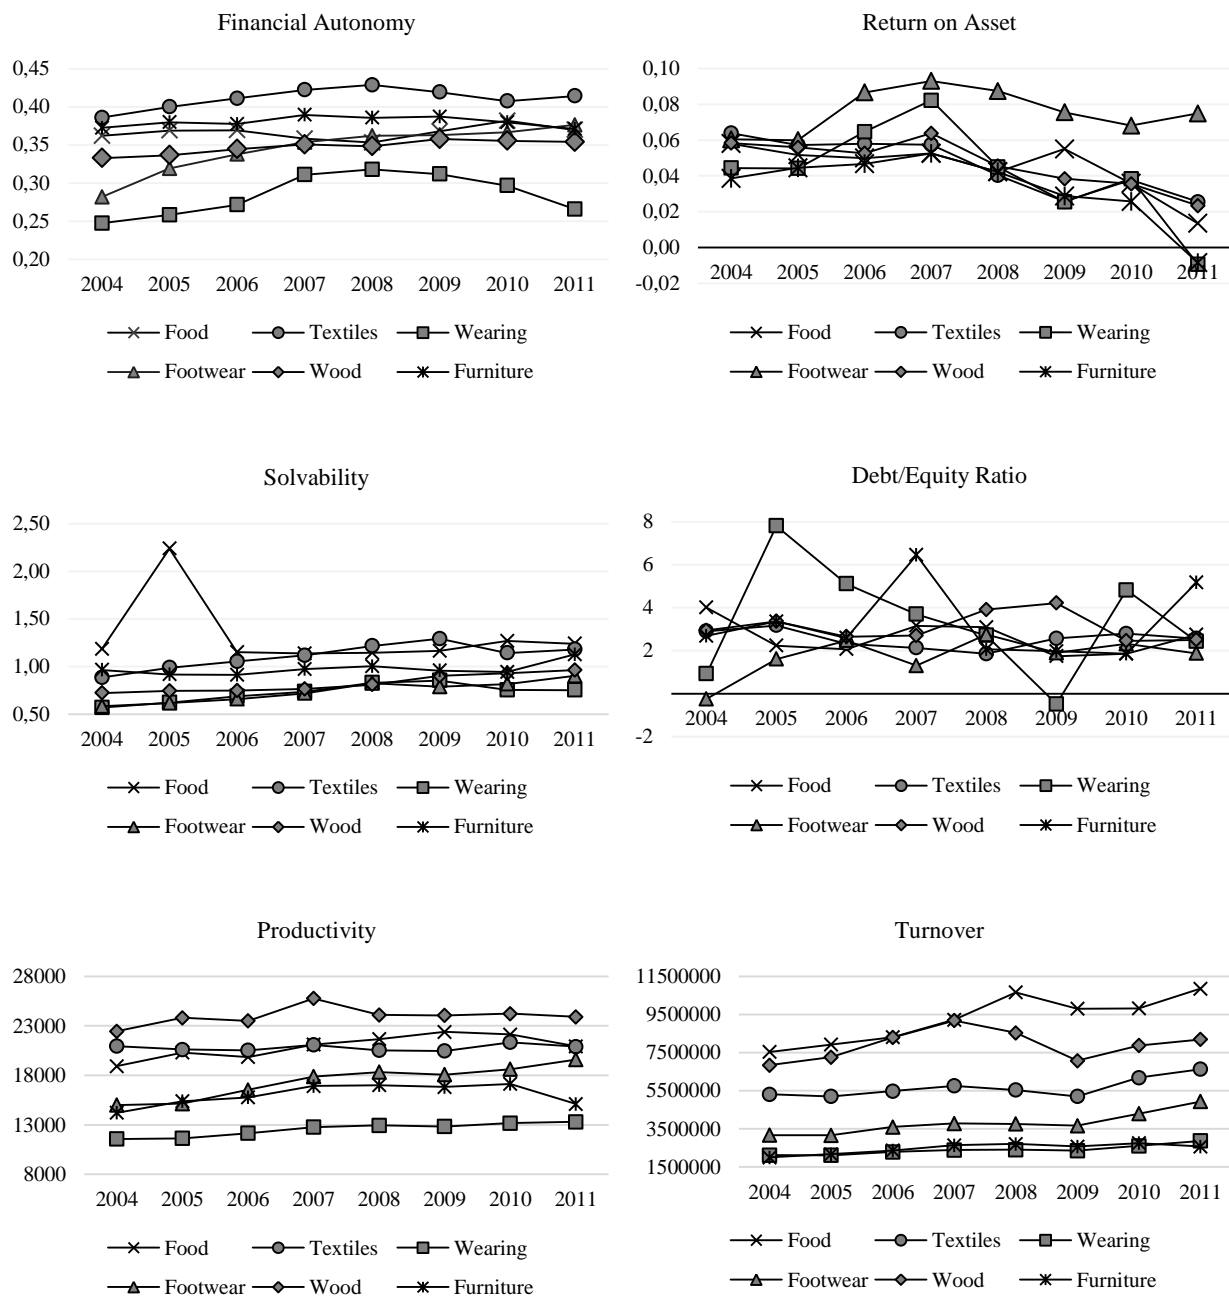 Financial Autonomy
0,45
0,40
0,35
0,30
0,25
0,20
2004 2005 2006 2007 2008 2009 2010 2011
Food Textiles Wearing
Footwear Wood Furniture
Return on Asset
0,10
0,08
0,06
0,04
0,02
0,00
-0,02
2004 2005 2006 2007 2008 2009 2010 2011
Food Textiles Wearing
Footwear Wood Furniture
Solvability
2,50
2,00
1,50
1,00
0,50
2004 2005 2006 2007 2008 2009 2010 2011
Food Textiles Wearing
Footwear Wood Furniture
Debt/Equity Ratio
8
6
4
2
-2
2004 2005 2006 2007 2008 2009 2010 2011
Food Textiles Wearing
Footwear Wood Furniture
Productivity
28000
23000
18000
13000
8000
2004 2005 2006 2007 2008 2009 2010 2011
Food Textiles Wearing
Footwear Wood Furniture
Turnover
11500000
9500000
7500000
5500000
3500000
1500000
2004 2005 2006 2007 2008 2009 2010 2011
Food Textiles Wearing
Footwear Wood Furniture